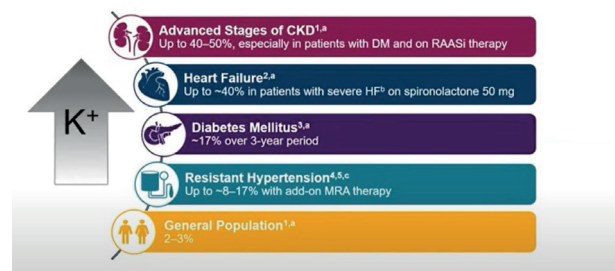 Advanced Stages of CKD¹,ᵃ
Up to 40–50%, especially in patients with DM and on RAASi therapy
Heart Failure²,ᵃ
Up to ~40% in patients with severe HFᵇ on spironolactone 50 mg
K⁺
Diabetes Mellitus³,ᵃ
~17% over 3-year period
Resistant Hypertension⁴,⁵,ᶜ
Up to ~8–17% with add-on MRA therapy
General Population¹,ᵃ
2–3%